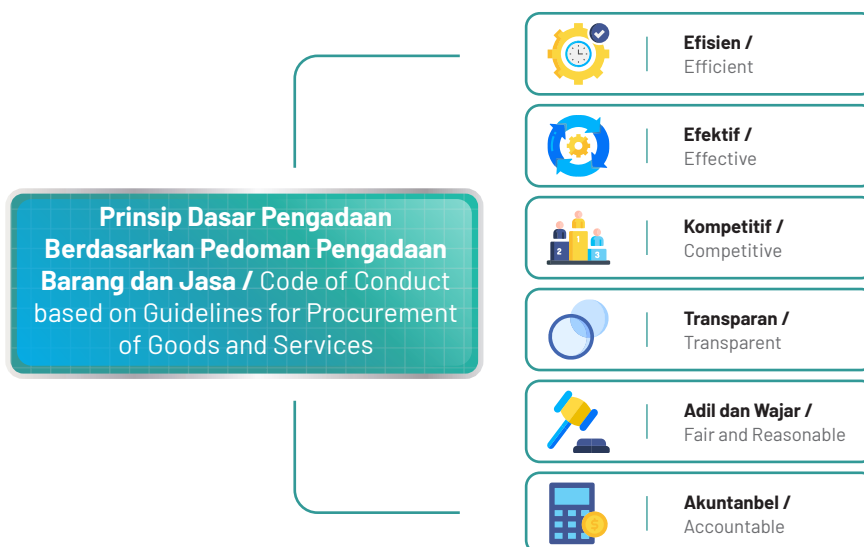 Prinsip Dasar Pengadaan
Berdasarkan Pedoman Pengadaan
Barang dan Jasa / Code of Conduct
based on Guidelines for Procurement
of Goods and Services
Efisien /
Efficient
Efektif /
Effective
1
2
3
Kompetitif /
Competitive
Transparan /
Transparent
Adil dan Wajar /
Fair and Reasonable
$
Akuntanbel /
Accountable